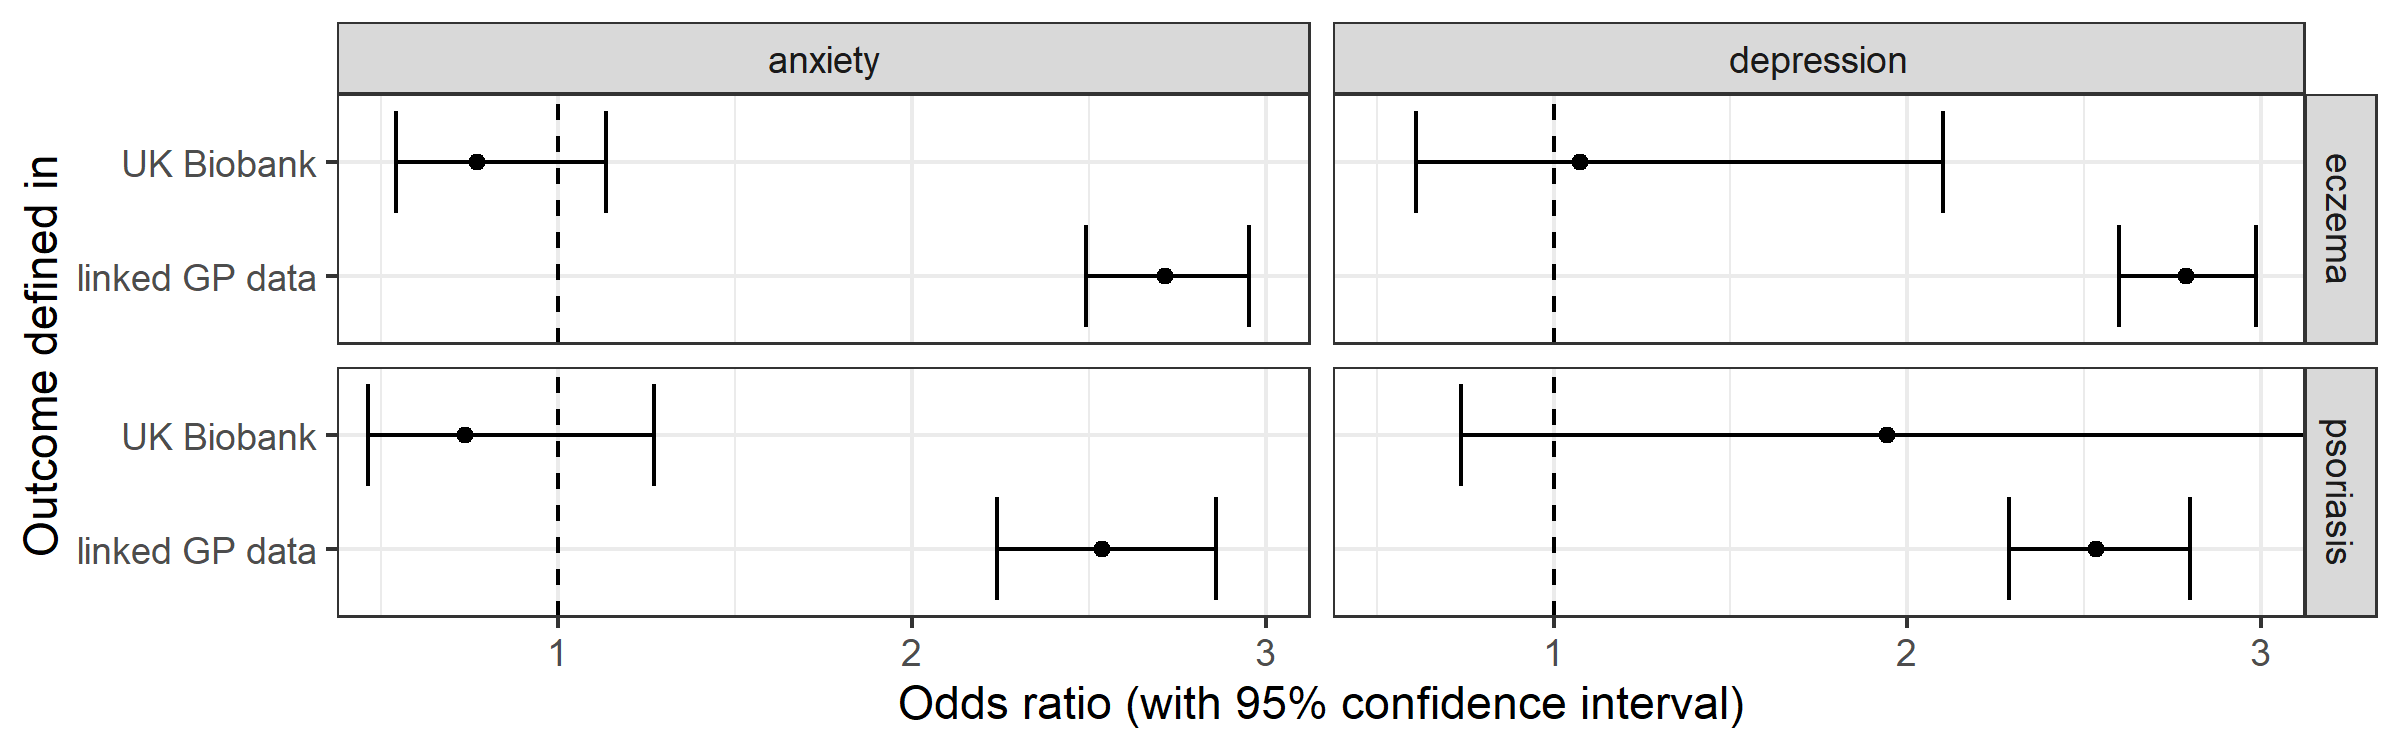 anxiety
depression
Outcome defined in
UK Biobank
linked GP data
eczema
UK Biobank
linked GP data
psoriasis
1
2
3
1
2
3
Odds ratio (with 95% confidence interval)